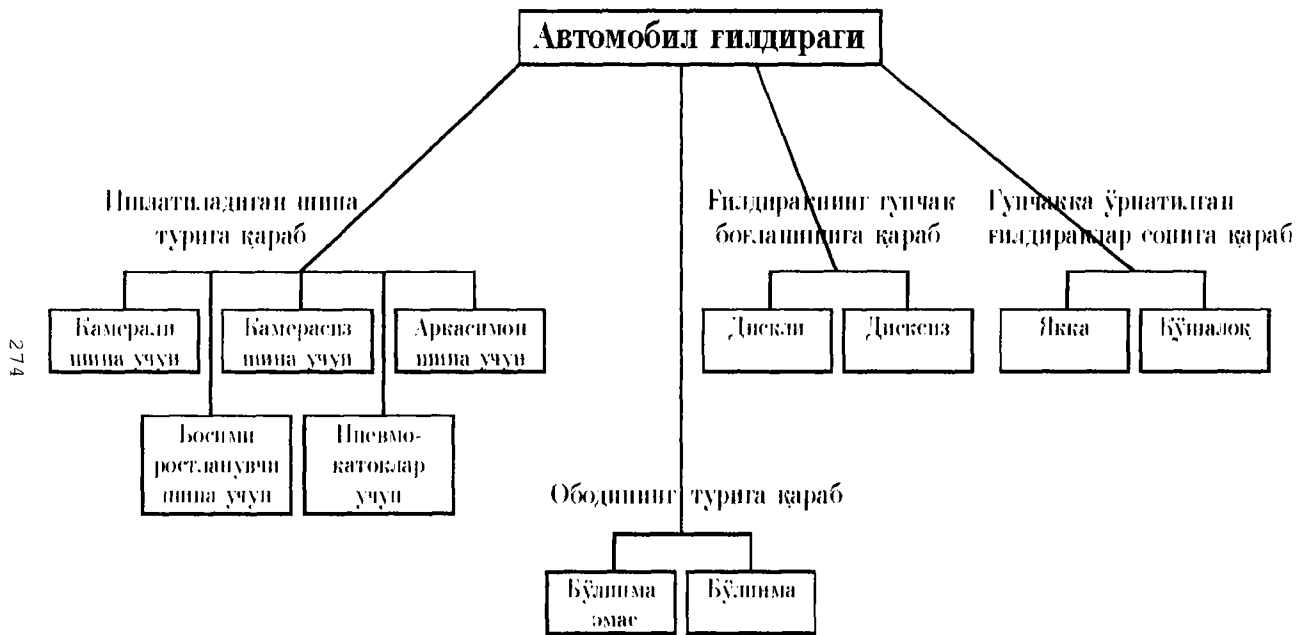 Автомобил ғилдираги
Ишлатиладиган шина
турига қараб
Ғилдиракнинг гупчак
боғланишига қараб
Гупчакка ўрнатилган
ғилдираклар сонига қараб
Камерали
шина учун
Камерасиз
шина учун
Аркасимон
шина учун
Дискли
Дисксиз
Якка
Қўшалоқ
Босими
ростланувчи
шина учун
Пневмо-
катоклар
учун
Ободининг турига қараб
Бўлинма
эмас
Бўлинма
274